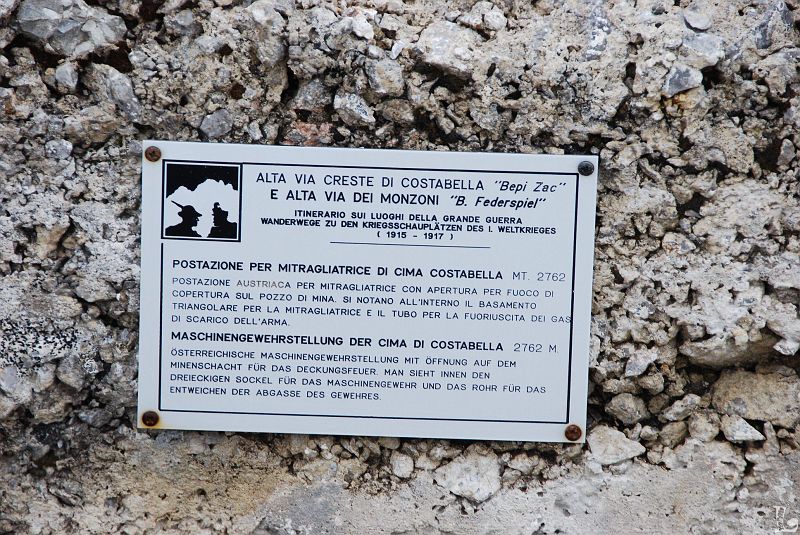 ALTA VIA CRESTE DI COSTABELLA "Bepi Zac"
E ALTA VIA DEI MONZONI "B. Federspiel"
ITINERARIO SUI LUOGHI DELLA GRANDE GUERRA
WANDERWEGE ZU DEN KRIEGSSCHAUPLÄTZEN DES I. WELTKRIEGES
( 1915 - 1917 )
POSTAZIONE PER MITRAGLIATRICE DI CIMA COSTABELLA MT. 2762
POSTAZIONE AUSTRIACA PER MITRAGLIATRICE CON APERTURA PER FUOCO DI
COPERTURA SUL POZZO DI MINA. SI NOTANO ALL'INTERNO IL BASAMENTO
TRIANGOLARE PER LA MITRAGLIATRICE E IL TUBO PER LA FUORIUSCITA DEI GAS
DI SCARICO DELL'ARMA.
MASCHINENGEWEHRSTELLUNG DER CIMA DI COSTABELLA 2762 M.
ÖSTERREICHISCHE MASCHINENGEWEHRSTELLUNG MIT ÖFFNUNG AUF DEM
MINENSCHACHT FÜR DAS DECKUNGSFEUER. MAN SIEHT INNEN DEN
DREIECKIGEN SOCKEL FÜR DAS MASCHINENGEWEHR UND DAS ROHR FÜR DAS
ENTWEICHEN DER ABGASSE DES GEWEHRES.